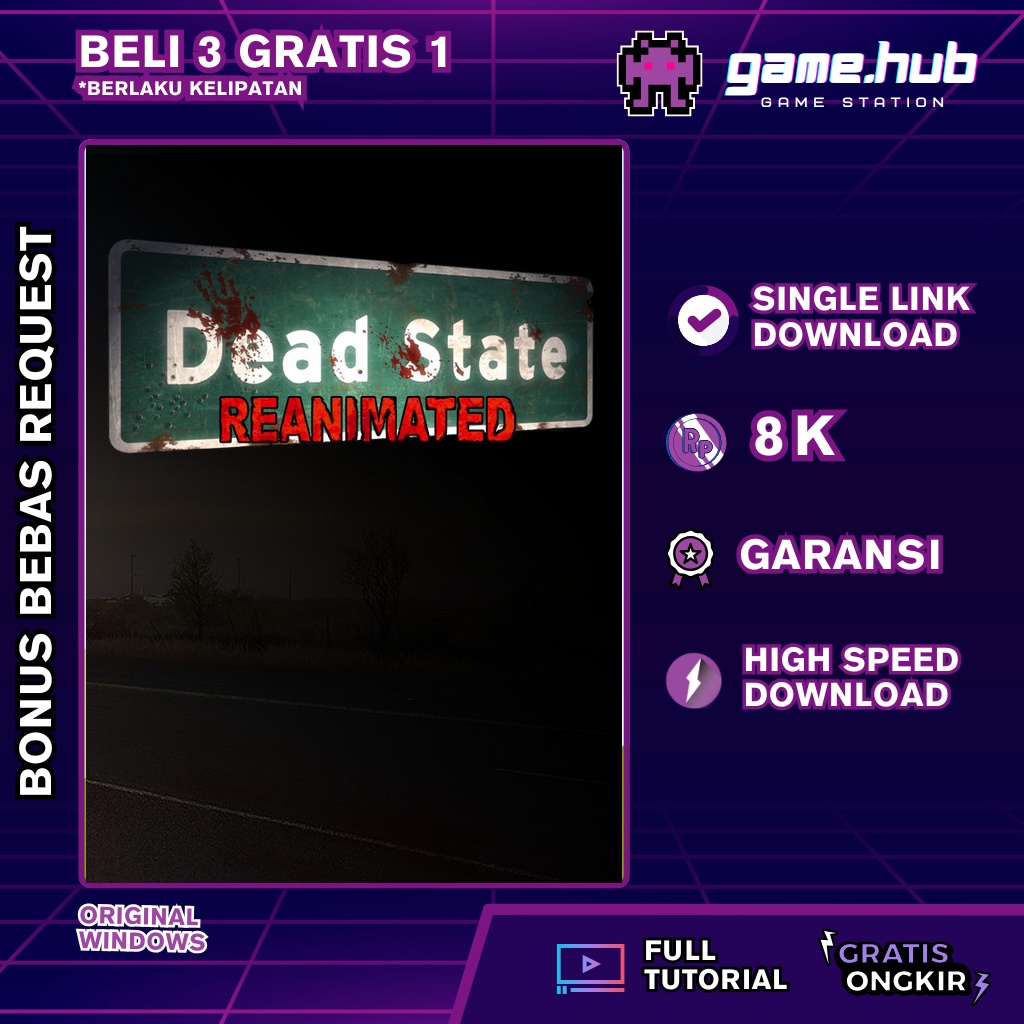 BELI 3 GRATIS 1
*BERLAKU KELIPATAN
game.hub
GAME STATION
BONUS BEBAS REQUEST
Dead State
REANIMATED
SINGLE LINK
DOWNLOAD
Rp
8K
GARANSI
HIGH SPEED
DOWNLOAD
ORIGINAL
WINDOWS
FULL
TUTORIAL
GRATIS
ONGKIR